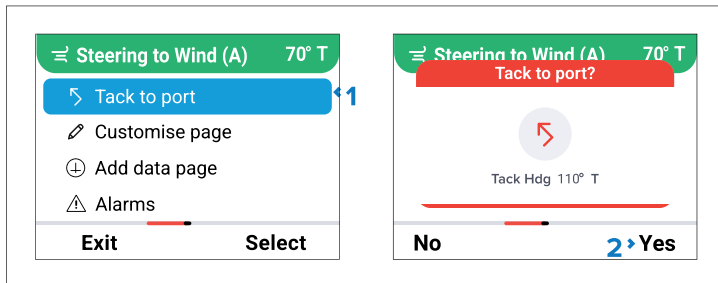 Steering to Wind (A) 70° T
Tack to port
1
Customise page
Add data page
Alarms
Exit Select
Steering to Wind (A) 70° T
Tack to port?
Tack Hdg 110° T
No 2 Yes